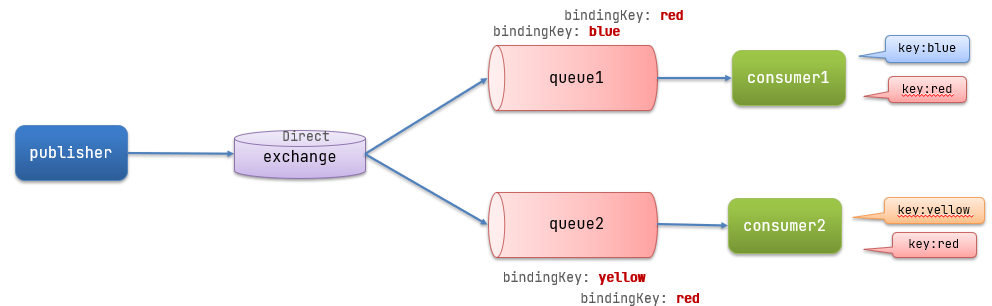 bindingKey: red
bindingKey: blue
queue1
consumer1
key:blue
key:red
publisher
Direct
exchange
queue2
consumer2
key:yellow
key:red
bindingKey: yellow
bindingKey: red